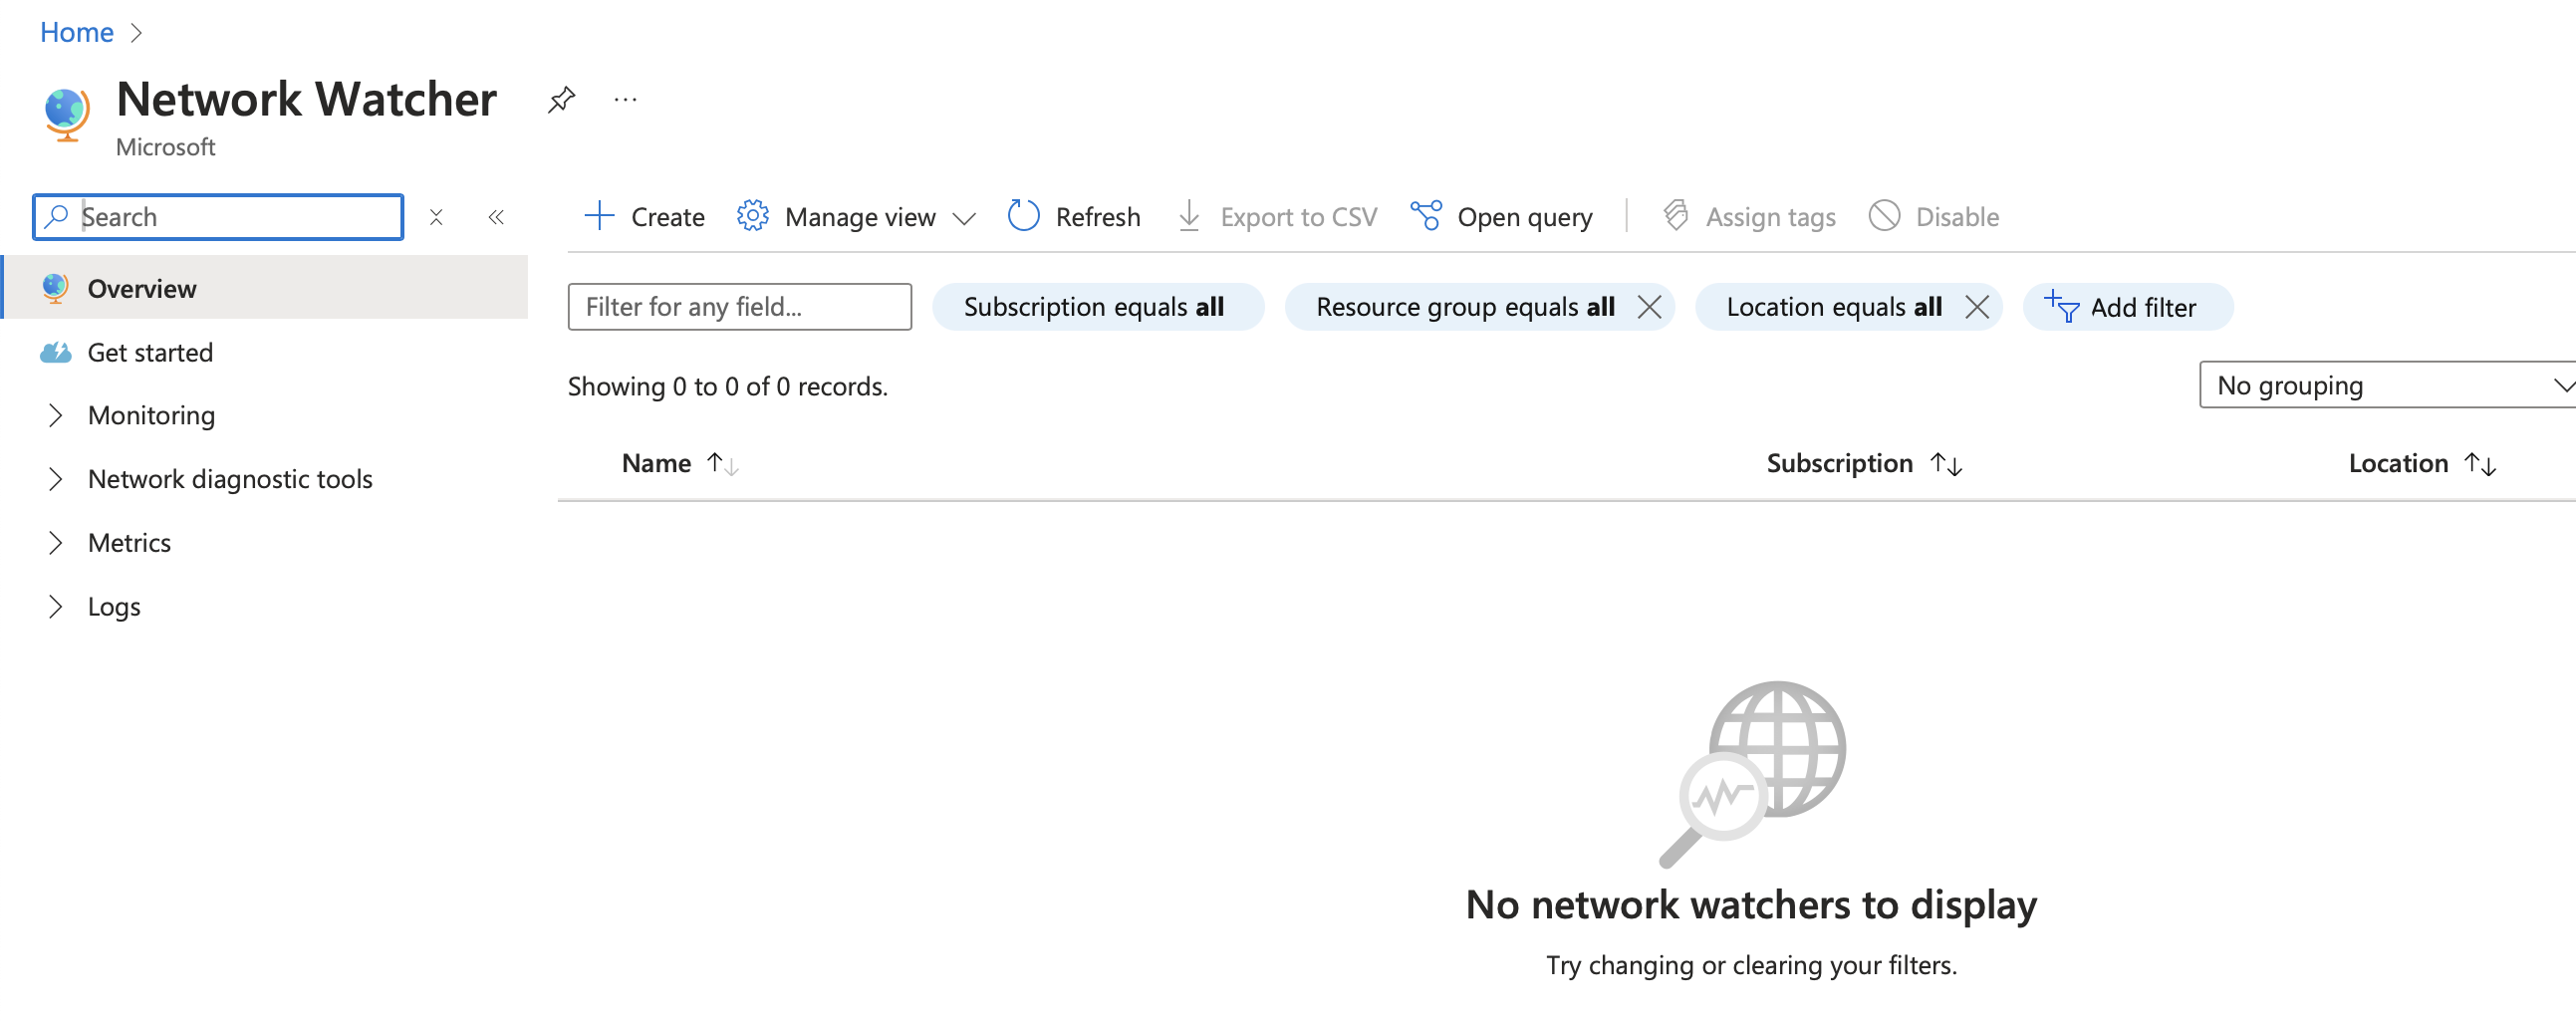 Home
Network Watcher
Microsoft
Search
Create
Manage view
Refresh
Export to CSV
Open query
Assign tags
Disable
Overview
Get started
Monitoring
Network diagnostic tools
Metrics
Logs
Filter for any field...
Subscription equals all
Resource group equals all
Location equals all
Add filter
Showing 0 to 0 of 0 records.
No grouping
Name
Subscription
Location
No network watchers to display
Try changing or clearing your filters.